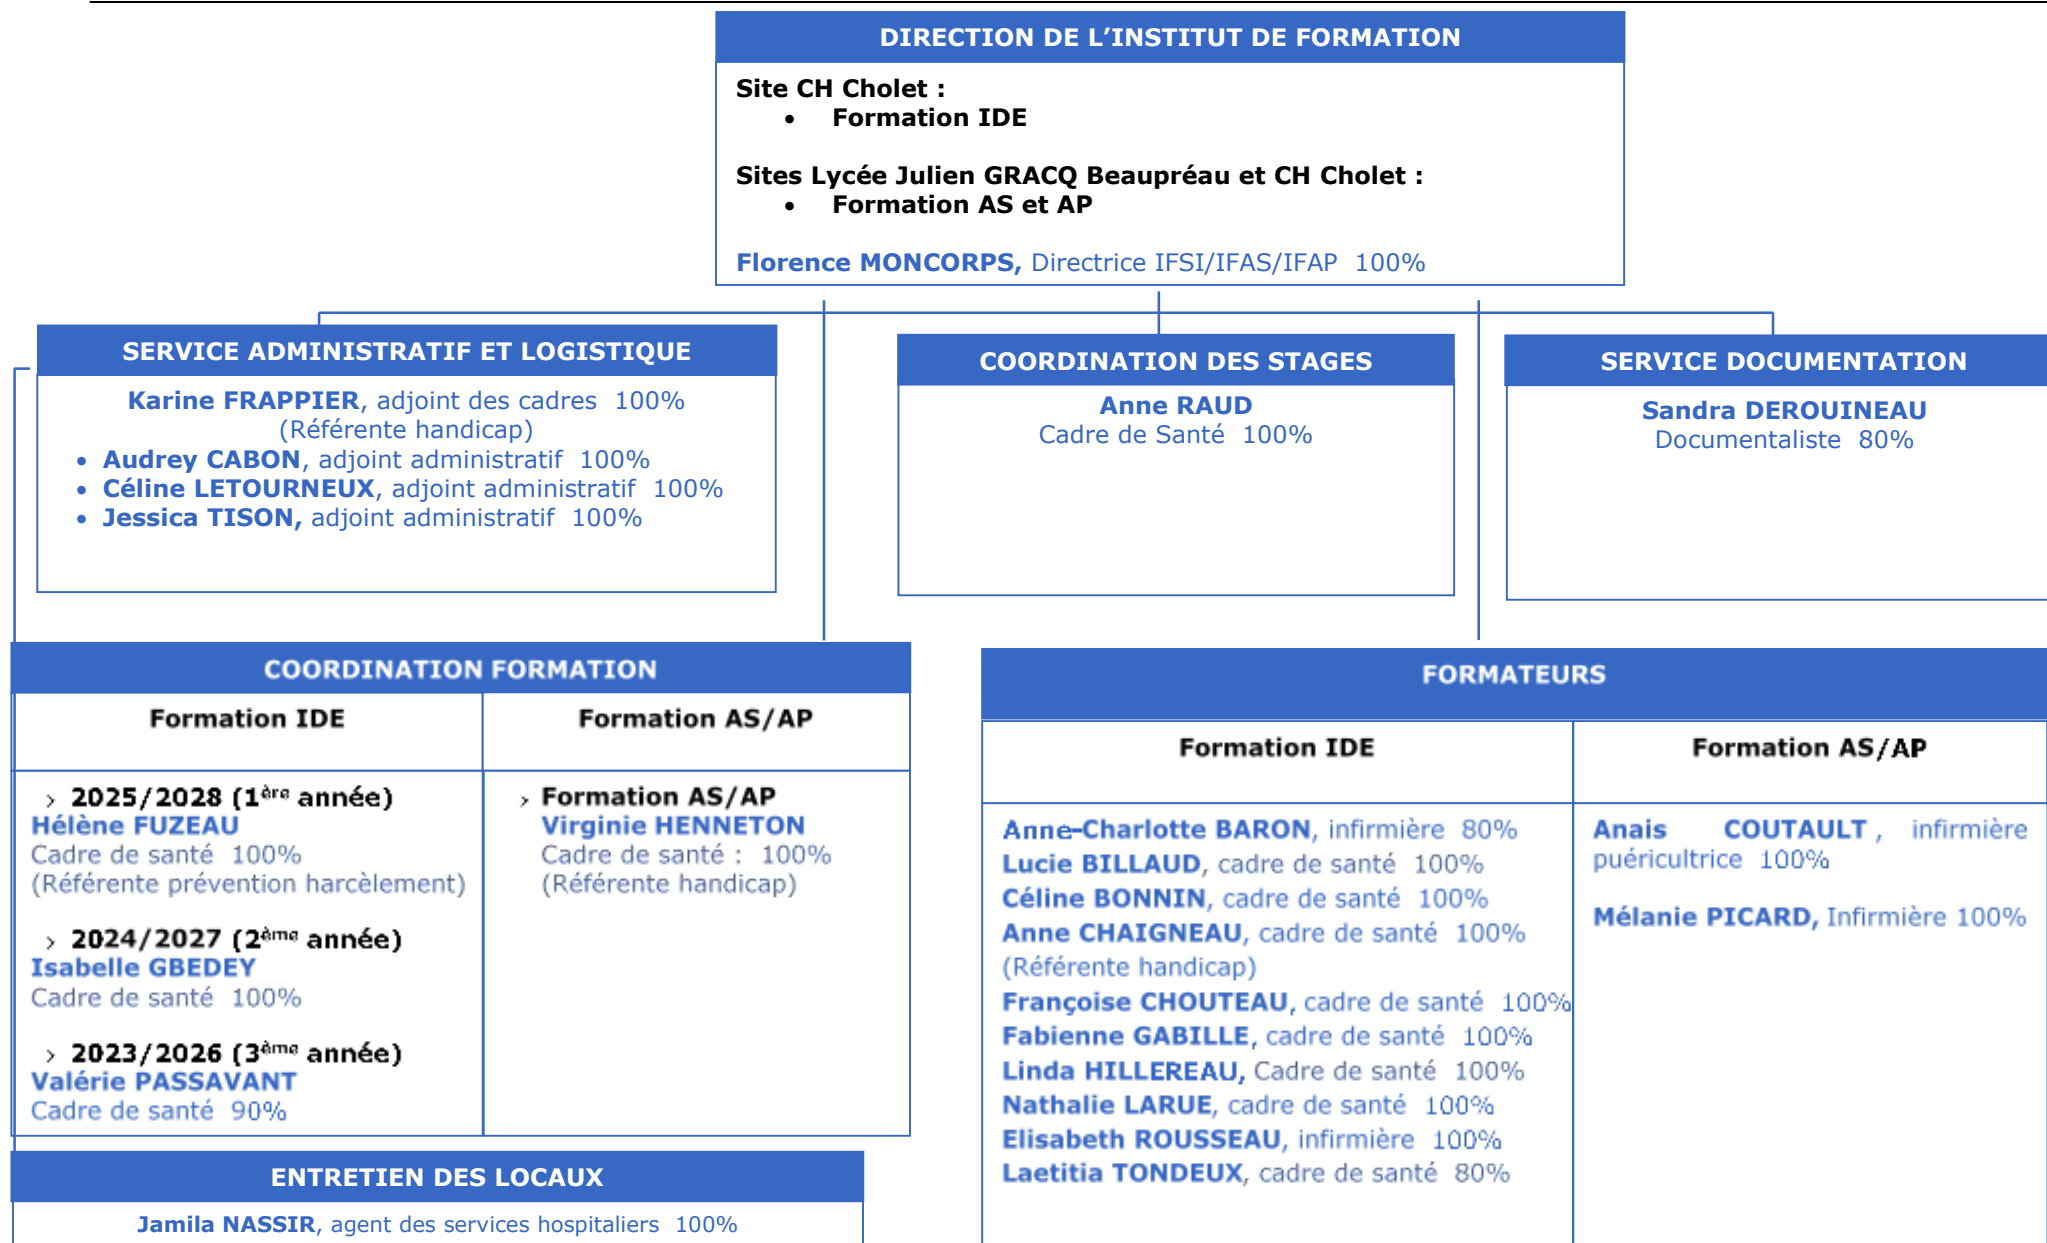 DIRECTION DE L’INSTITUT DE FORMATION
Site CH Cholet :
• Formation IDE
Sites Lycée Julien GRACQ Beaupréau et CH Cholet :
• Formation AS et AP
Florence MONCORPS, Directrice IFSI/IFAS/IFAP 100%
SERVICE ADMINISTRATIF ET LOGISTIQUE
Karine FRAPPIER, adjoint des cadres 100%
(Référente handicap)
• Audrey CABON, adjoint administratif 100%
• Céline LETOURNEUX, adjoint administratif 100%
• Jessica TISON, adjoint administratif 100%
COORDINATION DES STAGES
Anne RAUD
Cadre de Santé 100%
SERVICE DOCUMENTATION
Sandra DEROUINEAU
Documentaliste 80%
COORDINATION FORMATION
Formation IDE
> 2025/2028 (1ère année)
Hélène FUZEAU
Cadre de santé 100%
(Référente prévention harcèlement)
> 2024/2027 (2ème année)
Isabelle GBEDEY
Cadre de santé 100%
> 2023/2026 (3ème année)
Valérie PASSAVANT
Cadre de santé 90%
Formation AS/AP
> Formation AS/AP
Virginie HENNETON
Cadre de santé : 100%
(Référente handicap)
FORMATEURS
Formation IDE
Anne-Charlotte BARON, infirmière 80%
Lucie BILLAUD, cadre de santé 100%
Céline BONNIN, cadre de santé 100%
Anne CHAIGNEAU, cadre de santé 100%
(Référente handicap)
Françoise CHOUTEAU, cadre de santé 100%
Fabienne GABILLE, cadre de santé 100%
Linda HILLEREAU, Cadre de santé 100%
Nathalie LARUE, cadre de santé 100%
Elisabeth ROUSSEAU, infirmière 100%
Laetitia TONDEUX, cadre de santé 80%
Formation AS/AP
Anais COUTAULT , infirmière
puéricultrice 100%
Mélanie PICARD, Infirmière 100%
ENTRETIEN DES LOCAUX
Jamila NASSIR, agent des services hospitaliers 100%